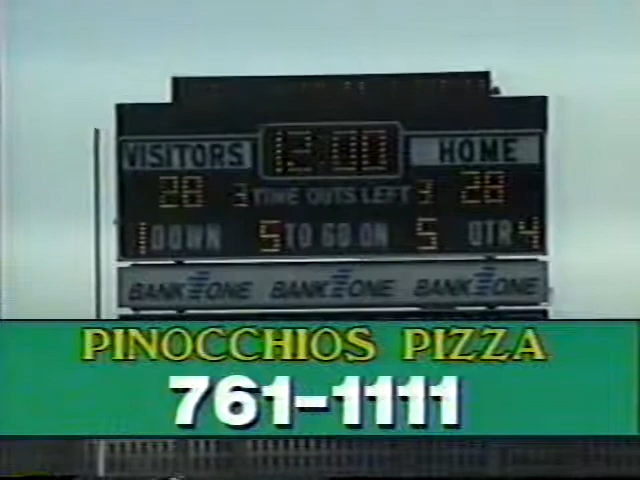 12:00
VISITORS HOME
28 3 TIME OUTS LEFT 3 28
1 DOWN 5 TO GO ON 5 QTR 4
BANK ONE BANK ONE BANK ONE
PINOCCHIOS PIZZA
761-1111